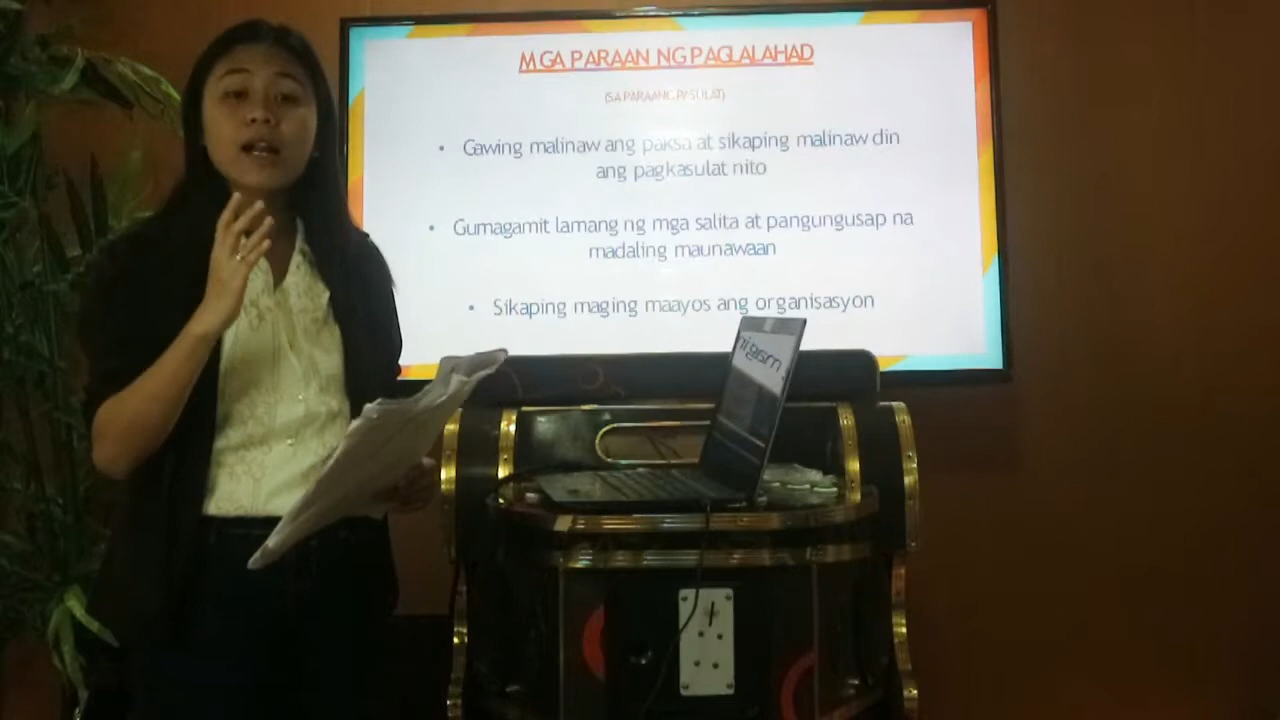 MGA PARAAN NG PAGLALAHAD
(SA PARAANG PASULAT)
• Gawing malinaw ang paksa at sikaping malinaw din
ang pagkasulat nito
• Gumagamit lamang ng mga salita at pangungusap na
madaling maunawaan
• Sikaping maging maayos ang organisasyon